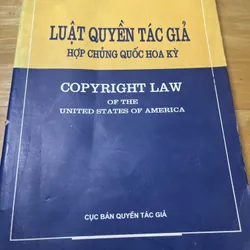 LUẬT QUYỀN TÁC GIẢ
HỢP CHỦNG QUỐC HOA KỲ
COPYRIGHT LAW
OF THE
UNITED STATES OF AMERICA
CỤC BẢN QUYỀN TÁC GIẢ